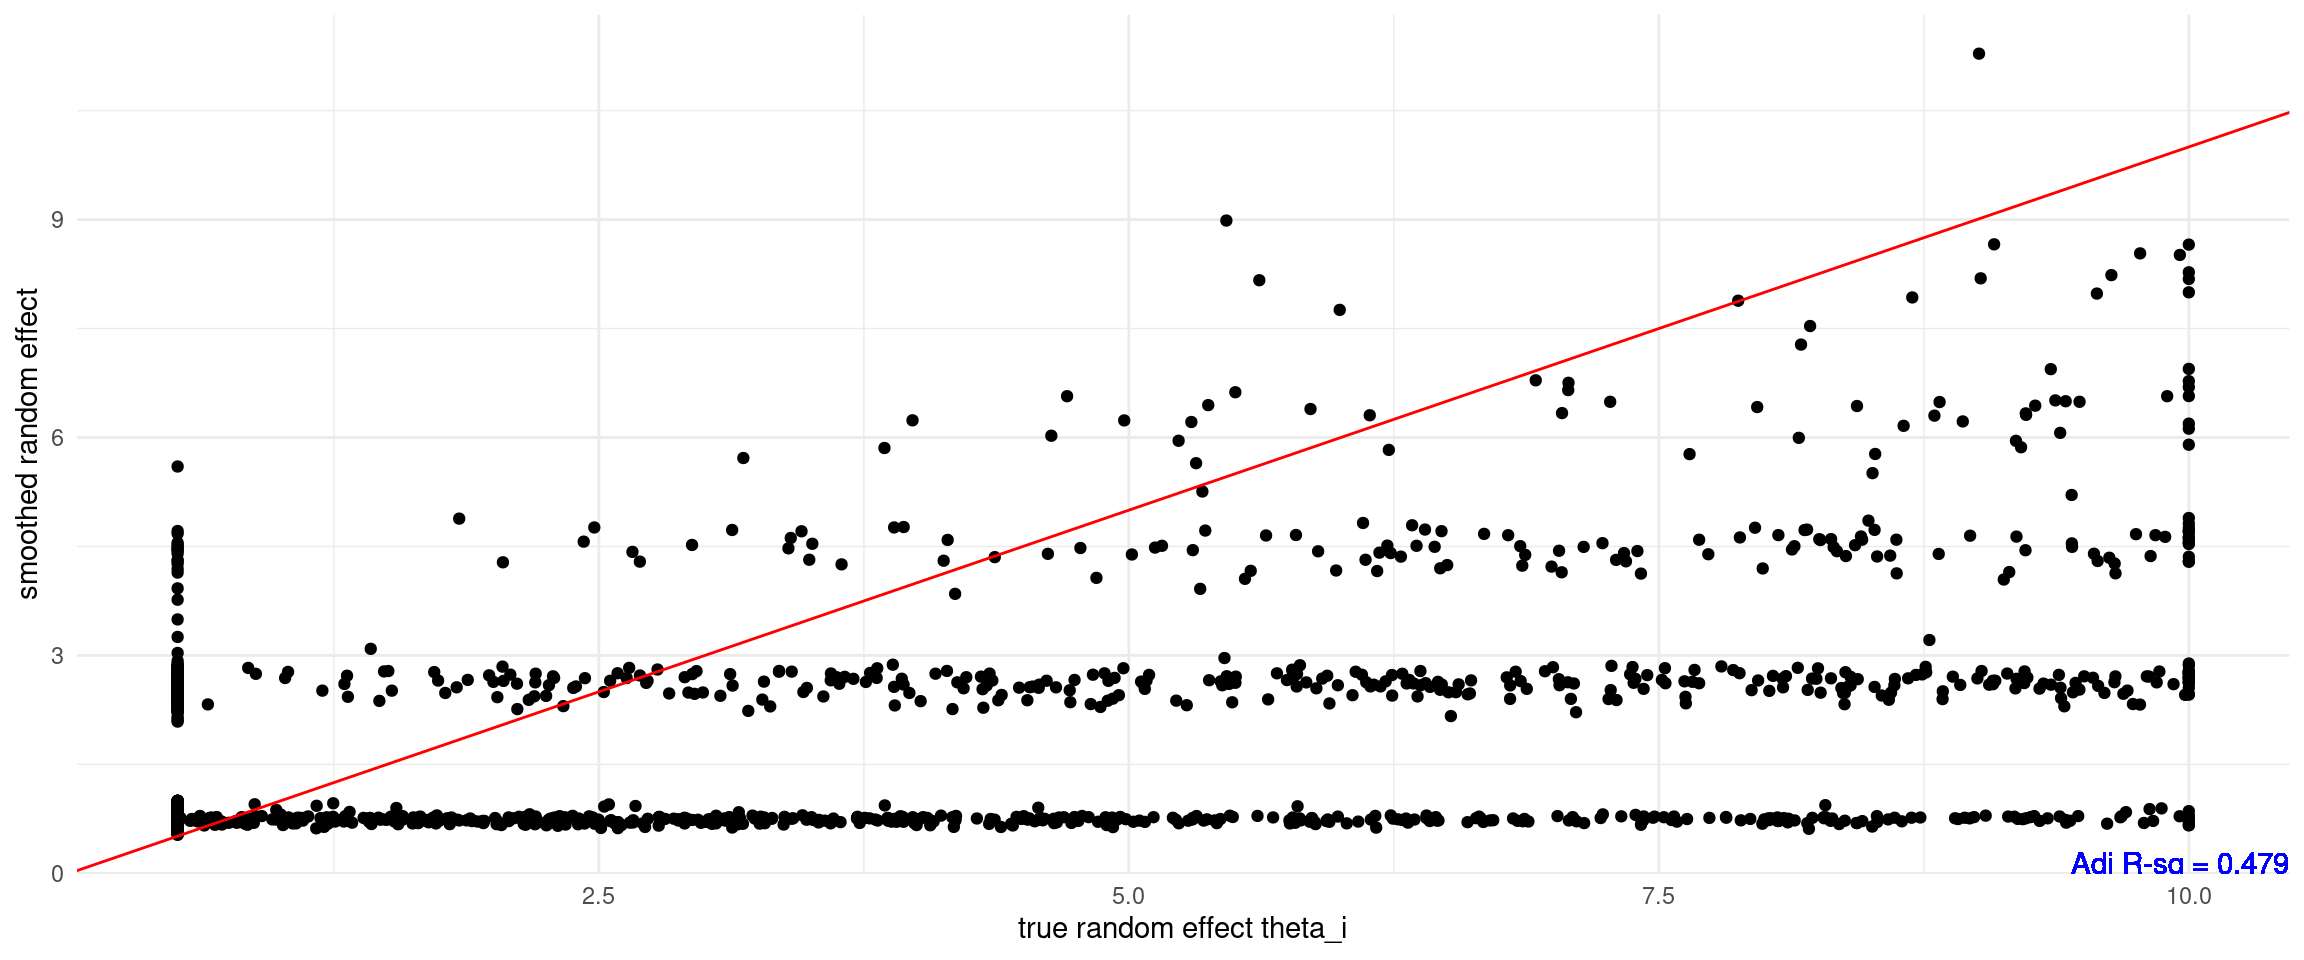 smoothed random effect
9
6
3
0
Adj R-sq = 0.479
2.5 5.0 7.5 10.0
true random effect theta_i